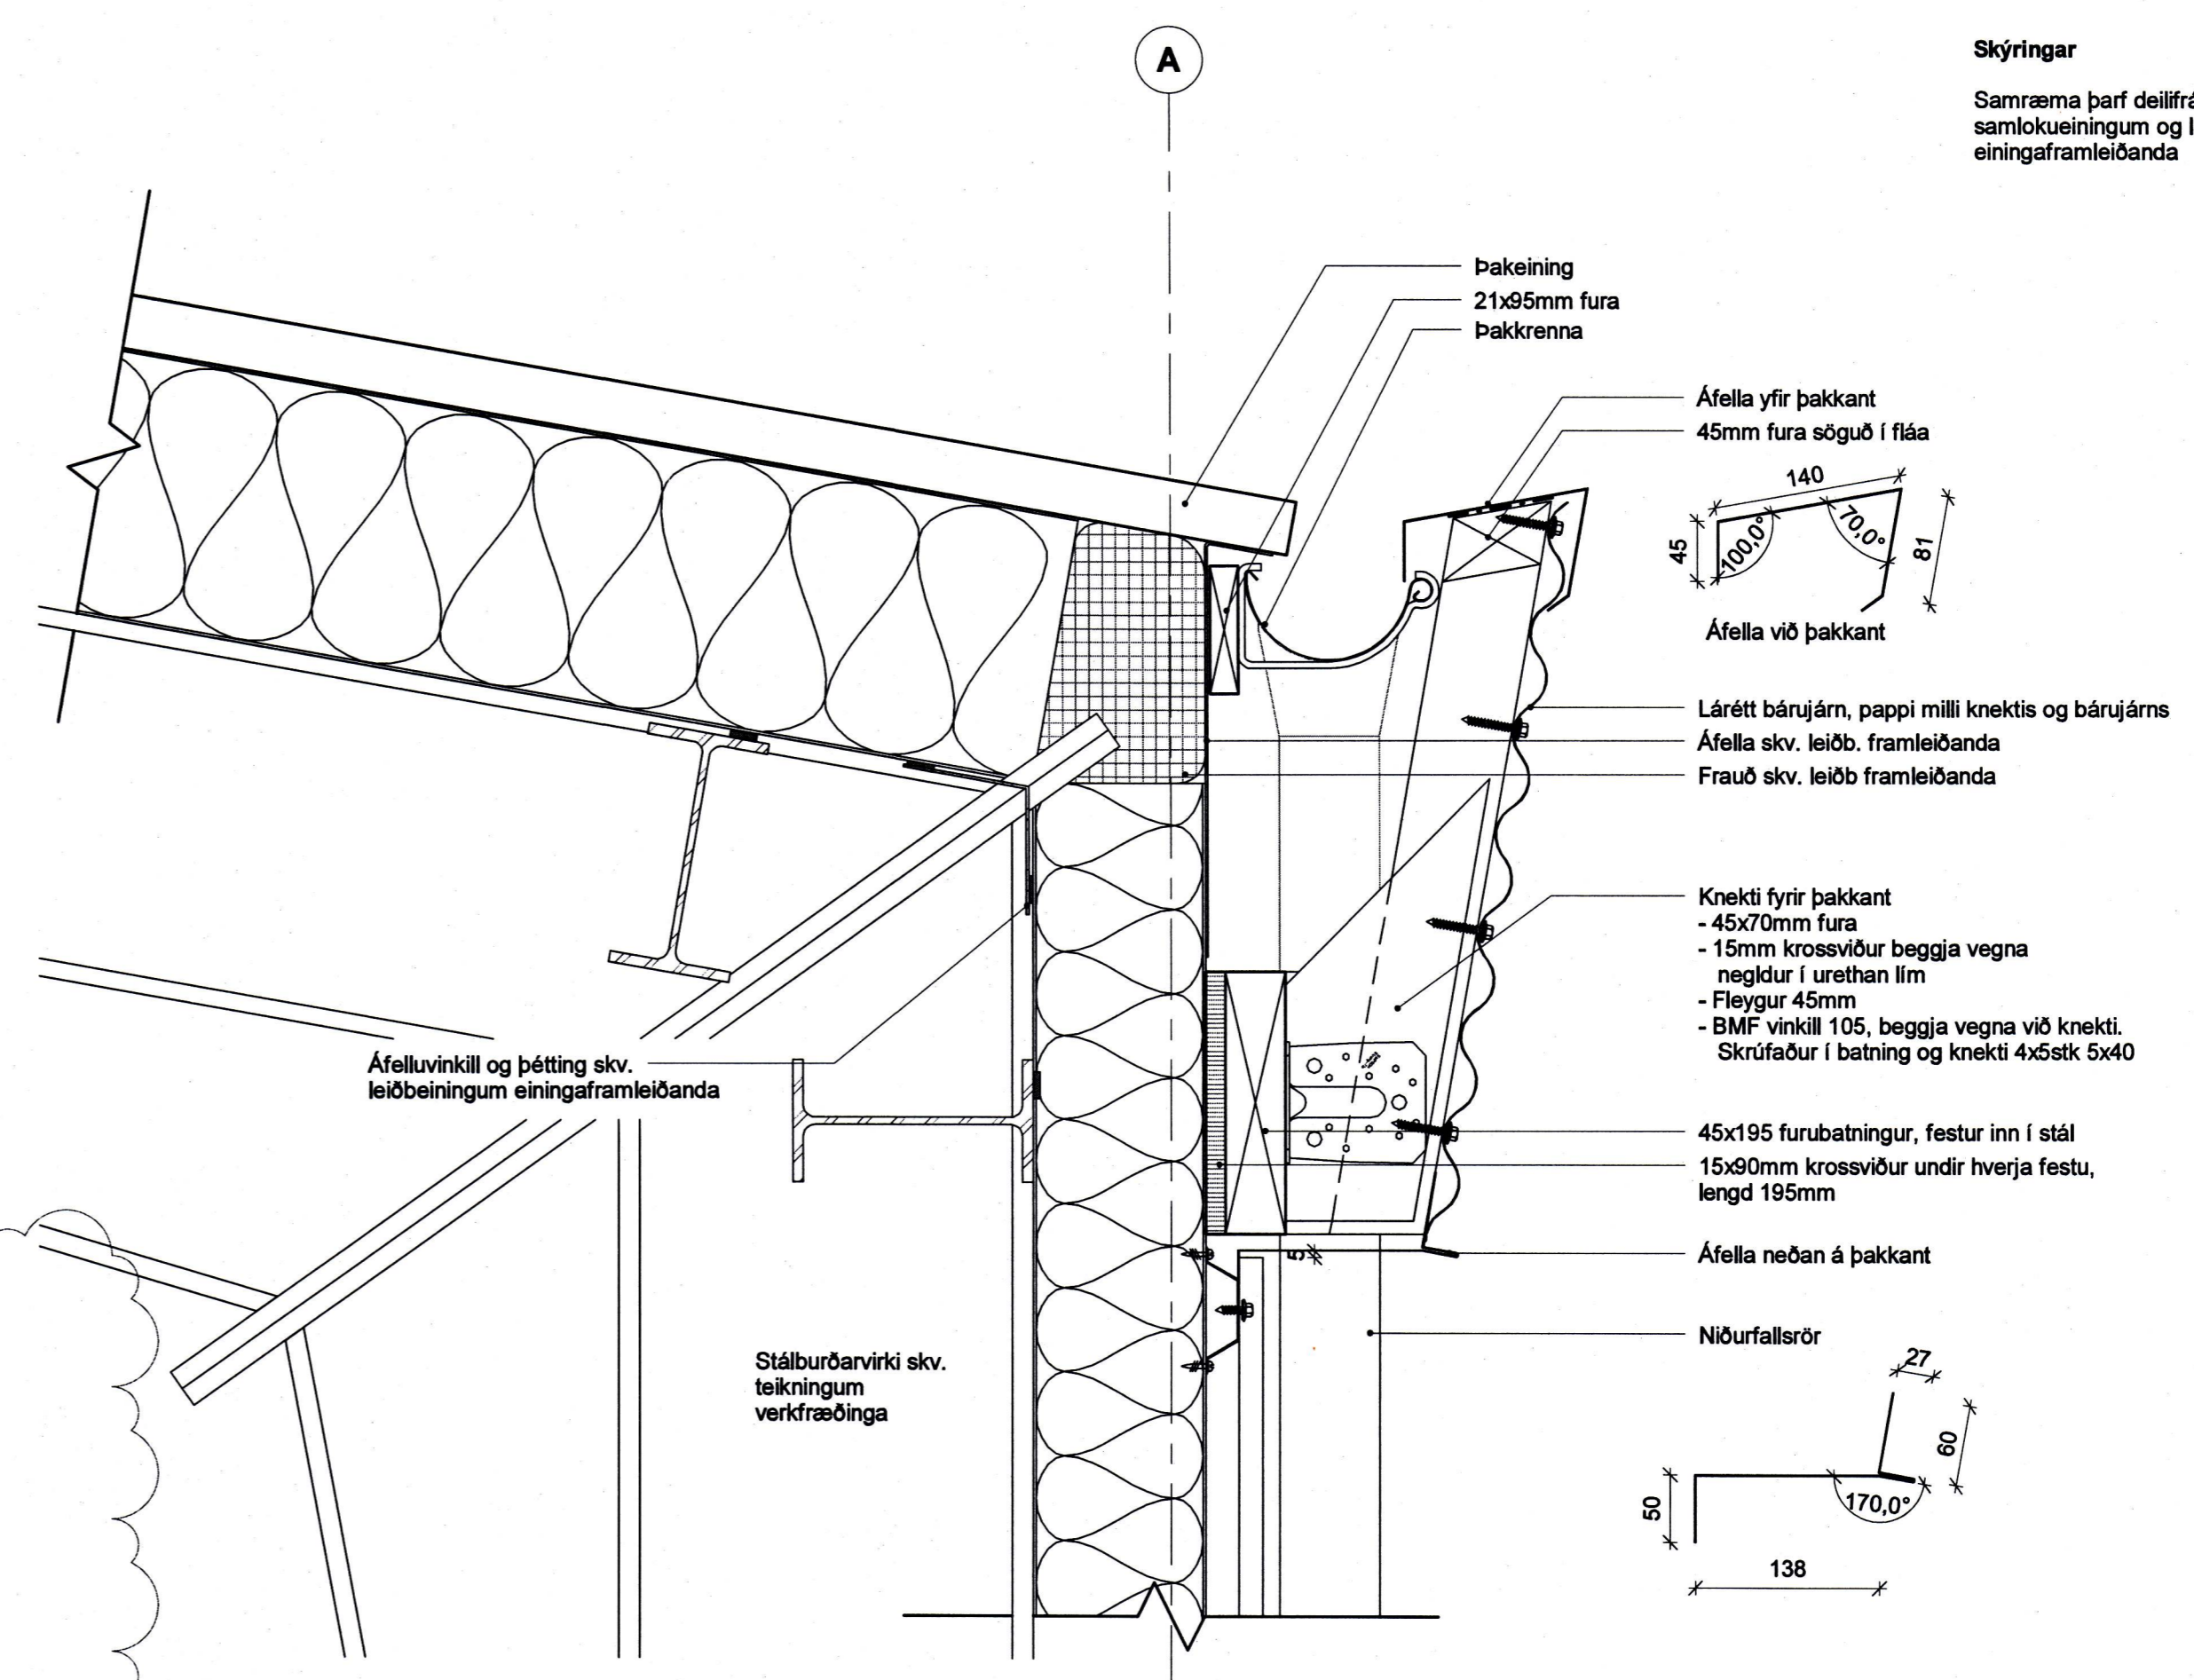 A
Skýringar
Samræma þarf deilifrá
samlokueiningum og l
einingaframleiðanda
Þakeining
21x95mm fura
Þakkrenna
Áfella yfir þakkant
45mm fura söguð í fláa
140
45
100,0°
70,0°
81
Áfella við þakkant
Lárétt bárujárn, pappi milli knektis og bárujárns
Áfella skv. leiðb. framleiðanda
Frauð skv. leiðb framleiðanda
Knekti fyrir þakkant
- 45x70mm fura
- 15mm krossviður beggja vegna
negldur í urethan lím
- Fleygur 45mm
- BMF vinkill 105, beggja vegna við knekti.
Skrúfaður í batning og knekti 4x5stk 5x40
Áfelluvinkill og þétting skv.
leiðbeiningum einingaframleiðanda
45x195 furubatningur, festur inn í stál
15x90mm krossviður undir hverja festu,
lengd 195mm
5
Áfella neðan á þakkant
Niðurfallsrör
Stálburðarvirki skv.
teikningum
verkfræðinga
27
60
50
170,0°
138